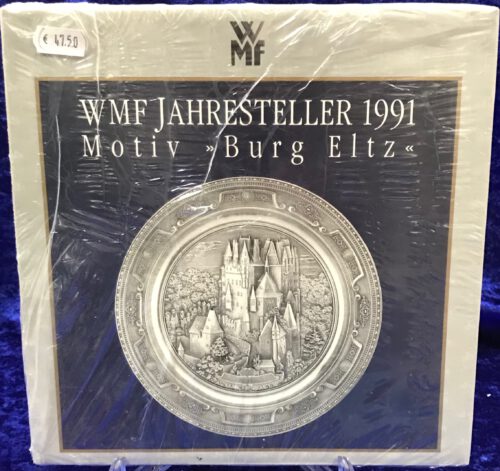 € 47.50
WMF
WMF JAHRESTELLER 1991
Motiv »Burg Eltz«